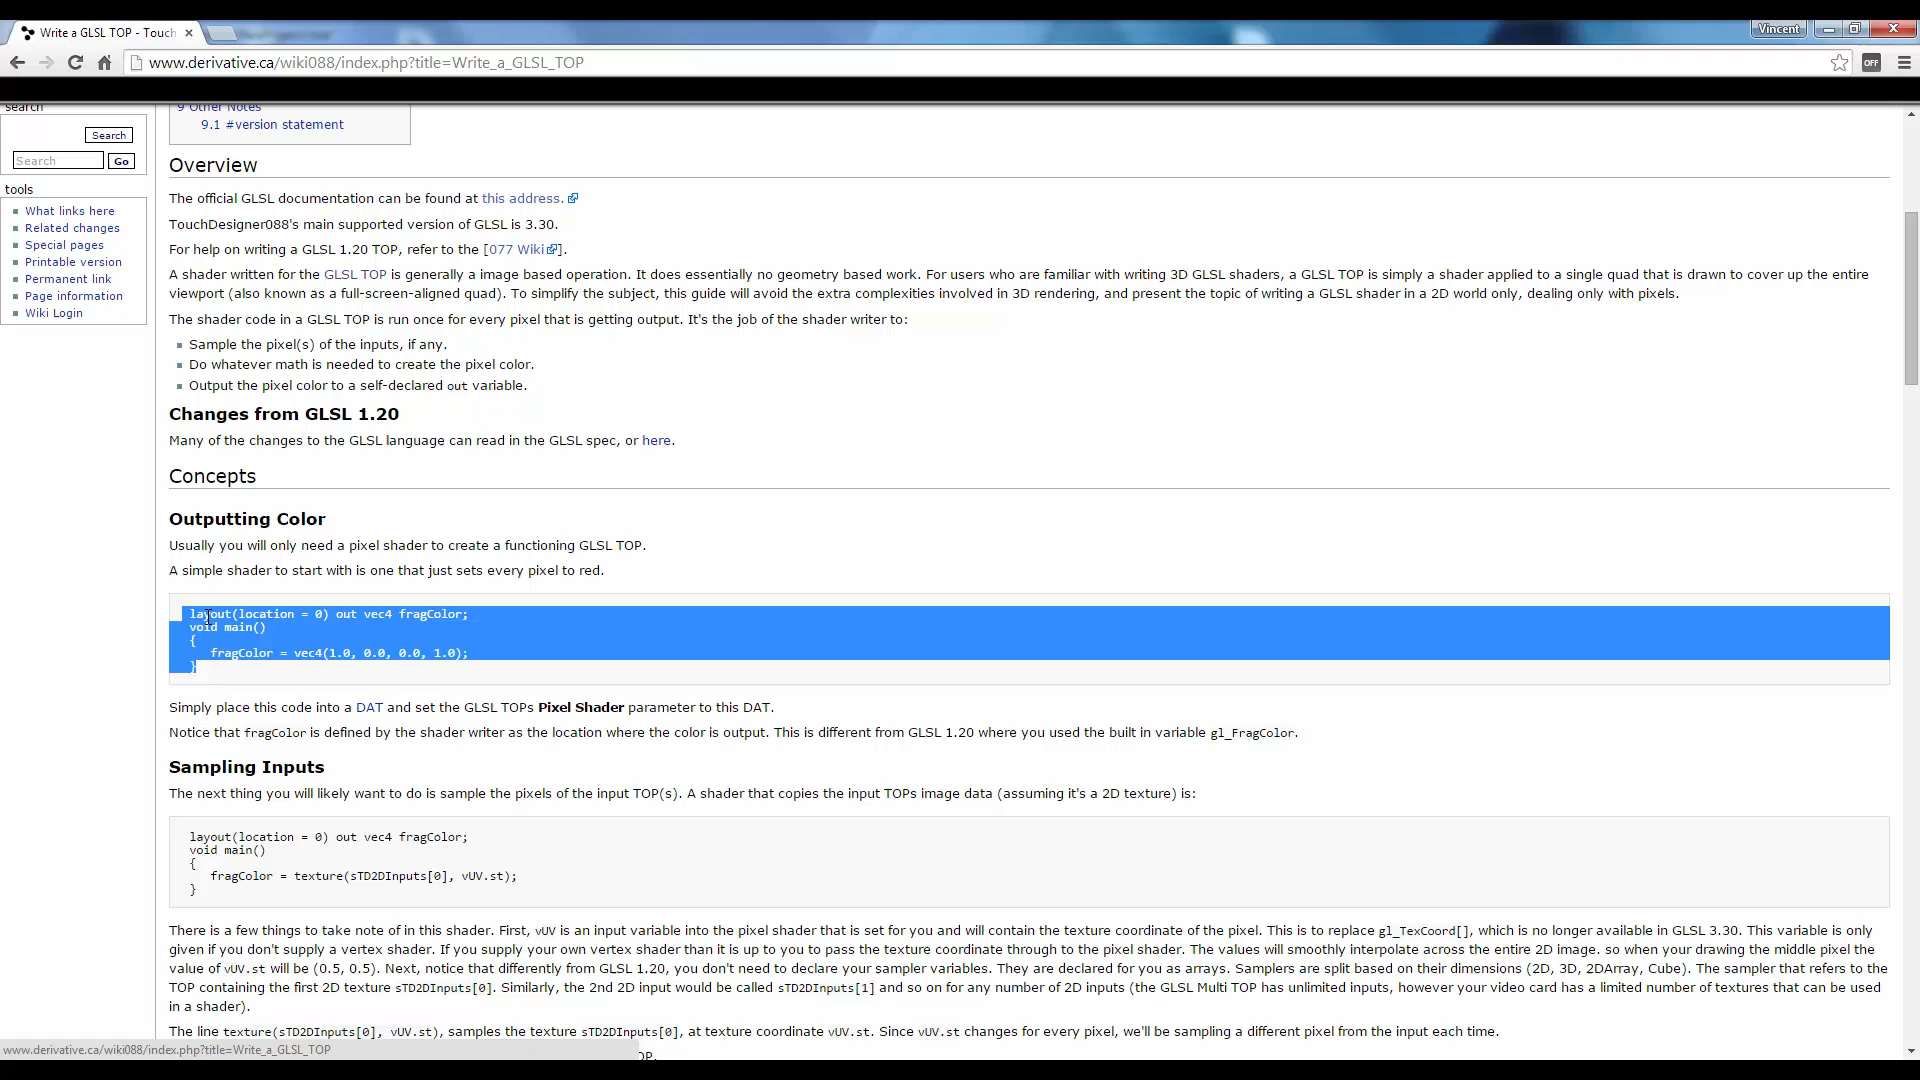 Write a GLSL TOP - Touch
Vincent
www.derivative.ca/wiki088/index.php?title=Write_a_GLSL_TOP
OFF
search
Search
Search
Go
tools
What links here
Related changes
Special pages
Printable version
Permanent link
Page information
Wiki Login
9 Other Notes
9.1 #version statement
Overview
The official GLSL documentation can be found at this address.
TouchDesigner088's main supported version of GLSL is 3.30.
For help on writing a GLSL 1.20 TOP, refer to the [077 Wiki].
A shader written for the GLSL TOP is generally a image based operation. It does essentially no geometry based work. For users who are familiar with writing 3D GLSL shaders, a GLSL TOP is simply a shader applied to a single quad that is drawn to cover up the entire
viewport (also known as a full-screen-aligned quad). To simplify the subject, this guide will avoid the extra complexities involved in 3D rendering, and present the topic of writing a GLSL shader in a 2D world only, dealing only with pixels.
The shader code in a GLSL TOP is run once for every pixel that is getting output. It's the job of the shader writer to:
Sample the pixel(s) of the inputs, if any.
Do whatever math is needed to create the pixel color.
Output the pixel color to a self-declared out variable.
Changes from GLSL 1.20
Many of the changes to the GLSL language can read in the GLSL spec, or here.
Concepts
Outputting Color
Usually you will only need a pixel shader to create a functioning GLSL TOP.
A simple shader to start with is one that just sets every pixel to red.
layout(location = 0) out vec4 fragColor;
void main()
{
fragColor = vec4(1.0, 0.0, 0.0, 1.0);
}
Simply place this code into a DAT and set the GLSL TOPs Pixel Shader parameter to this DAT.
Notice that fragColor is defined by the shader writer as the location where the color is output. This is different from GLSL 1.20 where you used the built in variable gl_FragColor.
Sampling Inputs
The next thing you will likely want to do is sample the pixels of the input TOP(s). A shader that copies the input TOPs image data (assuming it's a 2D texture) is:
layout(location = 0) out vec4 fragColor;
void main()
{
fragColor = texture(sTD2DInputs[0], vUV.st);
}
There is a few things to take note of in this shader. First, vUV is an input variable into the pixel shader that is set for you and will contain the texture coordinate of the pixel. This is to replace gl_TexCoord[], which is no longer available in GLSL 3.30. This variable is only
given if you don't supply a vertex shader. If you supply your own vertex shader than it is up to you to pass the texture coordinate through to the pixel shader. The values will smoothly interpolate across the entire 2D image. so when your drawing the middle pixel the
value of vUV.st will be (0.5, 0.5). Next, notice that differently from GLSL 1.20, you don't need to declare your sampler variables. They are declared for you as arrays. Samplers are split based on their dimensions (2D, 3D, 2DArray, Cube). The sampler that refers to the
TOP containing the first 2D texture sTD2DInputs[0]. Similarly, the 2nd 2D input would be called sTD2DInputs[1] and so on for any number of 2D inputs (the GLSL Multi TOP has unlimited inputs, however your video card has a limited number of textures that can be used
in a shader).
The line texture(sTD2DInputs[0], vUV.st), samples the texture sTD2DInputs[0], at texture coordinate vUV.st. Since vUV.st changes for every pixel, we'll be sampling a different pixel from the input each time.
www.derivative.ca/wiki088/index.php?title=Write_a_GLSL_TOP